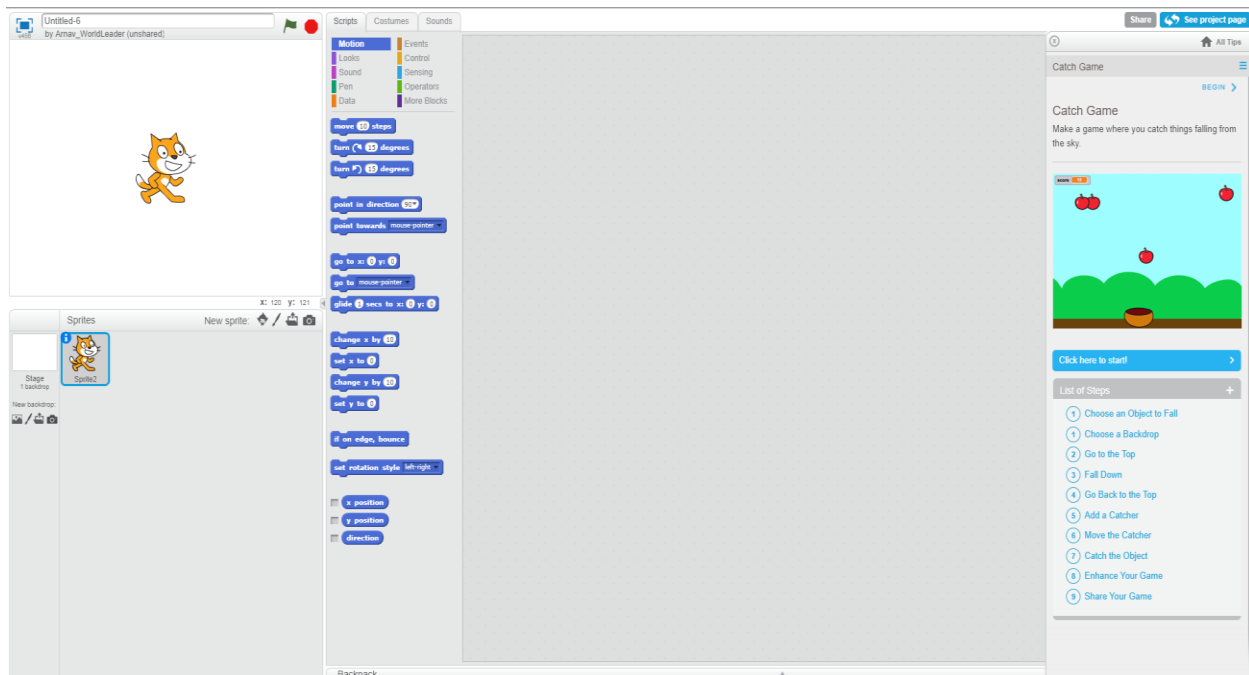 Untitled-6
by Arnav_WorldLeader (unshared)
x: 120 y: 121
Sprites
New sprite:
Stage
1 backdrop
Sprite2
New backdrop:
Scripts Costumes Sounds
Motion Events
Looks Control
Sound Sensing
Pen Operators
Data More Blocks
move 10 steps
turn 15 degrees
turn 15 degrees
point in direction 90
point towards mouse-pointer
go to x: 0 y: 0
go to mouse-pointer
glide 1 secs to x: 0 y: 0
change x by 10
set x to 0
change y by 10
set y to 0
if on edge, bounce
set rotation style left-right
x position
y position
direction
Backpack
Share See project page
All Tips
Catch Game
BEGIN
Catch Game
Make a game where you catch things falling from
the sky.
score
Click here to start!
List of Steps +
1 Choose an Object to Fall
1 Choose a Backdrop
2 Go to the Top
3 Fall Down
4 Go Back to the Top
5 Add a Catcher
6 Move the Catcher
7 Catch the Object
8 Enhance Your Game
9 Share Your Game